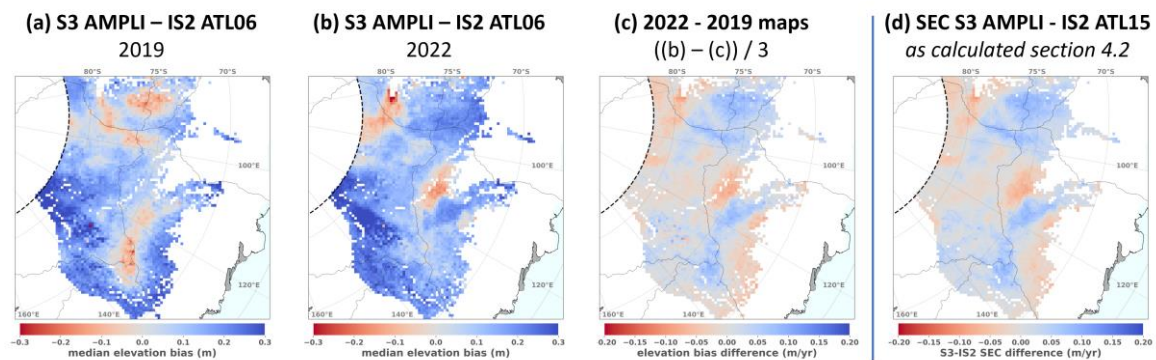 (a) S3 AMPLI – IS2 ATL06
2019
80°S
75°S
70°S
100°E
120°E
140°E
160°E
−0.3 −0.2 −0.1 0.0 0.1 0.2 0.3
median elevation bias (m)
(b) S3 AMPLI – IS2 ATL06
2022
80°S
75°S
70°S
100°E
120°E
140°E
160°E
−0.3 −0.2 −0.1 0.0 0.1 0.2 0.3
median elevation bias (m)
(c) 2022 - 2019 maps
((b) – (c)) / 3
80°S
75°S
70°S
100°E
120°E
140°E
160°E
−0.20 −0.15 −0.10 −0.05 0.00 0.05 0.10 0.15 0.20
elevation bias difference (m/yr)
(d) SEC S3 AMPLI - IS2 ATL15
as calculated section 4.2
80°S
75°S
70°S
100°E
120°E
140°E
160°E
−0.20 −0.15 −0.10 −0.05 0.00 0.05 0.10 0.15 0.20
S3-IS2 SEC difference (m/yr)